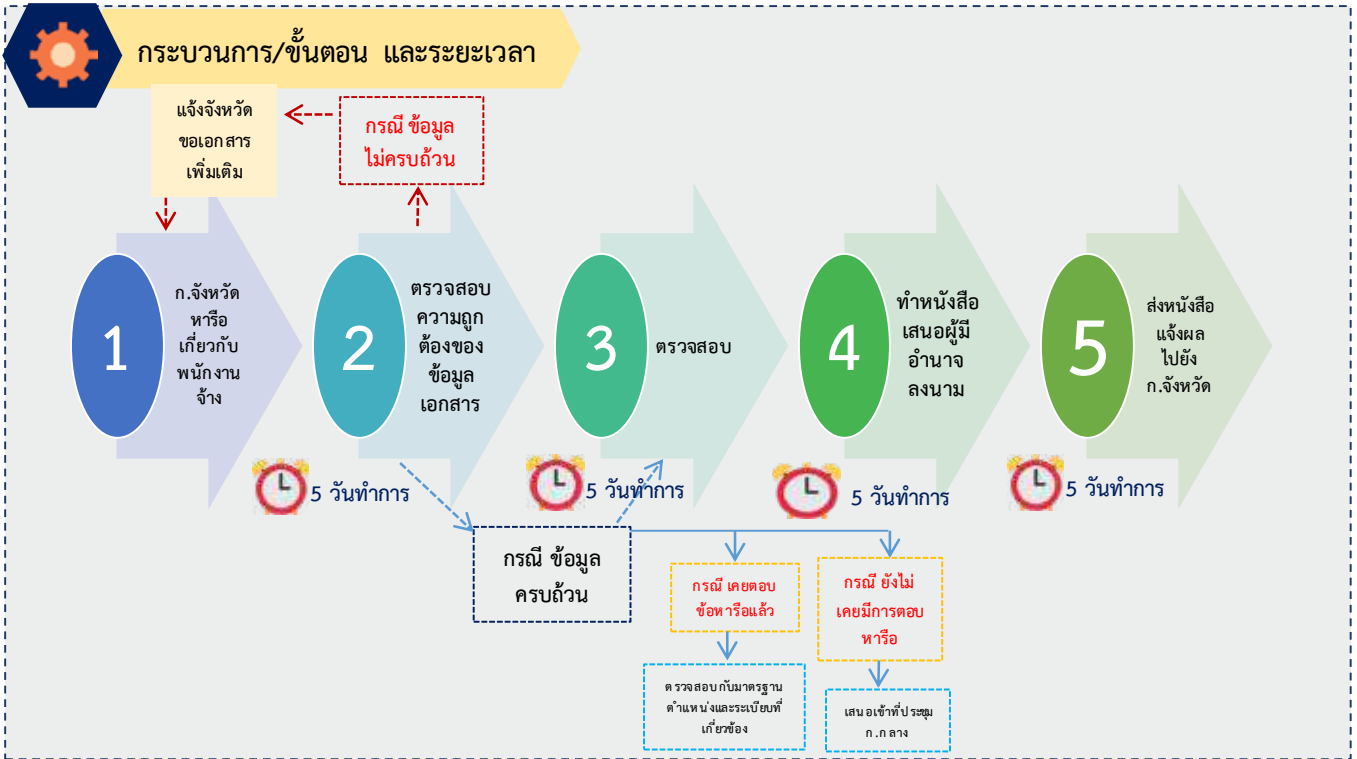 กระบวนการ/ขั้นตอน และระยะเวลา
แจ้งจังหวัด
ขอเอกสาร
เพิ่มเติม
กรณี ข้อมูล
ไม่ครบถ้วน
1
ก.จังหวัด
หารือ
เกี่ยวกับ
พนักงาน
จ้าง
2
ตรวจสอบ
ความถูก
ต้องของ
ข้อมูล
เอกสาร
3
ตรวจสอบ
4
ทำหนังสือ
เสนอผู้มี
อำนาจ
ลงนาม
5
ส่งหนังสือ
แจ้งผล
ไปยัง
ก.จังหวัด
5 วันทำการ
5 วันทำการ
5 วันทำการ
5 วันทำการ
กรณี ข้อมูล
ครบถ้วน
กรณี เคยตอบ
ข้อหารือแล้ว
กรณี ยังไม่
เคยมีการตอบ
หารือ
ตรวจสอบกับมาตรฐาน
ตำแหน่งและระเบียบที่
เกี่ยวข้อง
เสนอเข้าที่ประชุม
ก.กลาง